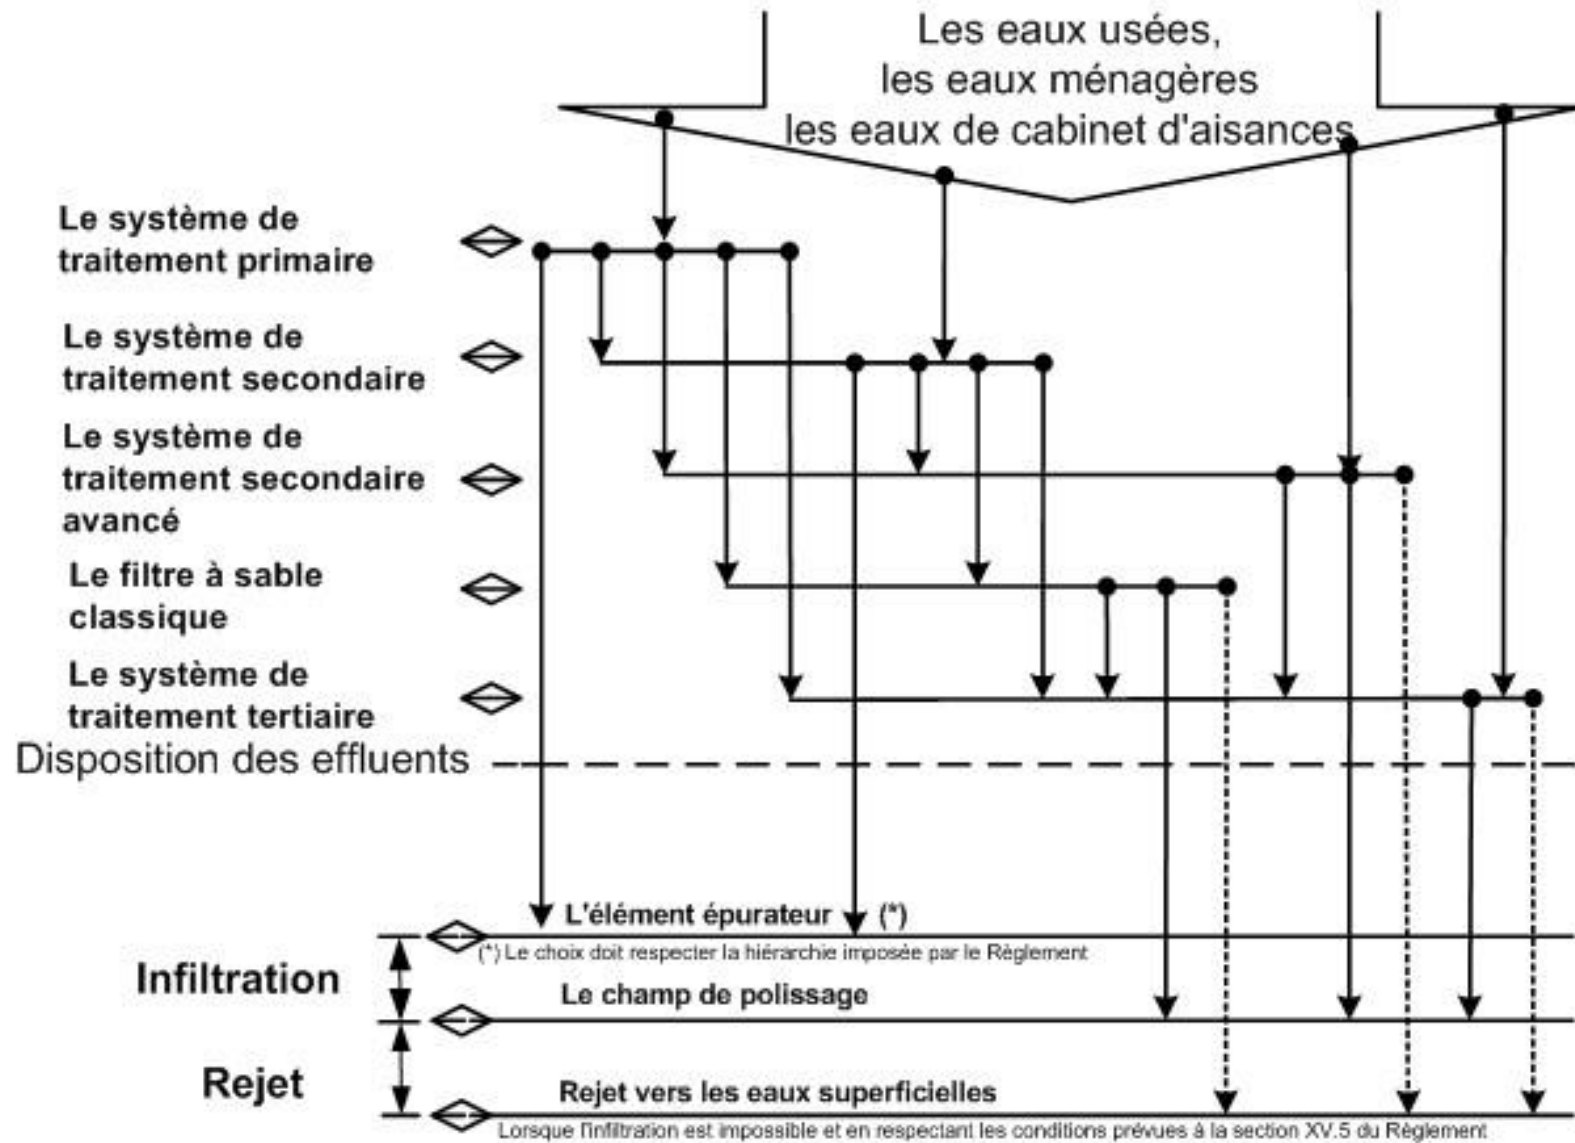 Les eaux usées,
les eaux ménagères
les eaux de cabinet d'aisances
Le système de
traitement primaire
Le système de
traitement secondaire
Le système de
traitement secondaire
avancé
Le filtre à sable
classique
Le système de
traitement tertiaire
Disposition des effluents
L'élément épurateur (*)
(*) Le choix doit respecter la hiérarchie imposée par le Règlement
Infiltration
Le champ de polissage
Rejet
Rejet vers les eaux superficielles
Lorsque l'infiltration est impossible et en respectant les conditions prévues à la section XV.5 du Règlement